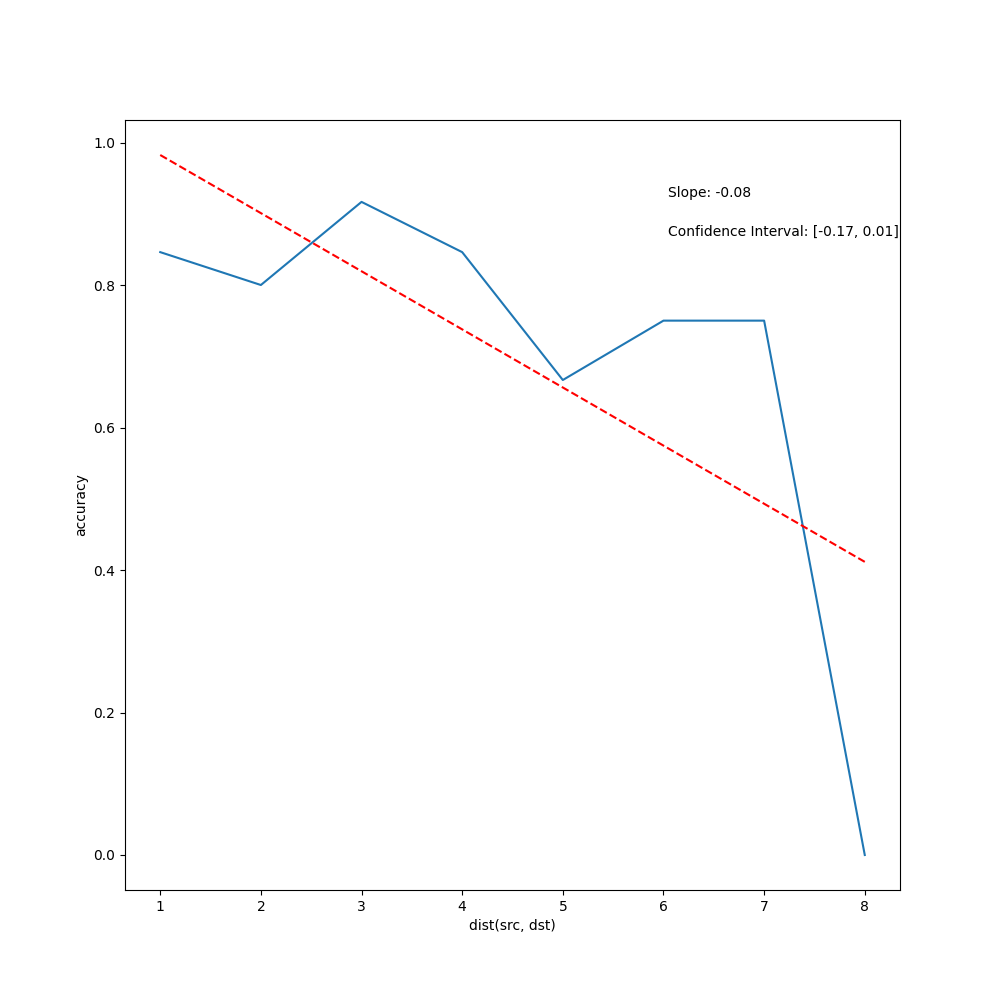 1.0
Slope: -0.08
Confidence Interval: [-0.17, 0.01]
0.8
0.6
accuracy
0.4
0.2
0.0
1 2 3 4 5 6 7 8
dist(src, dst)